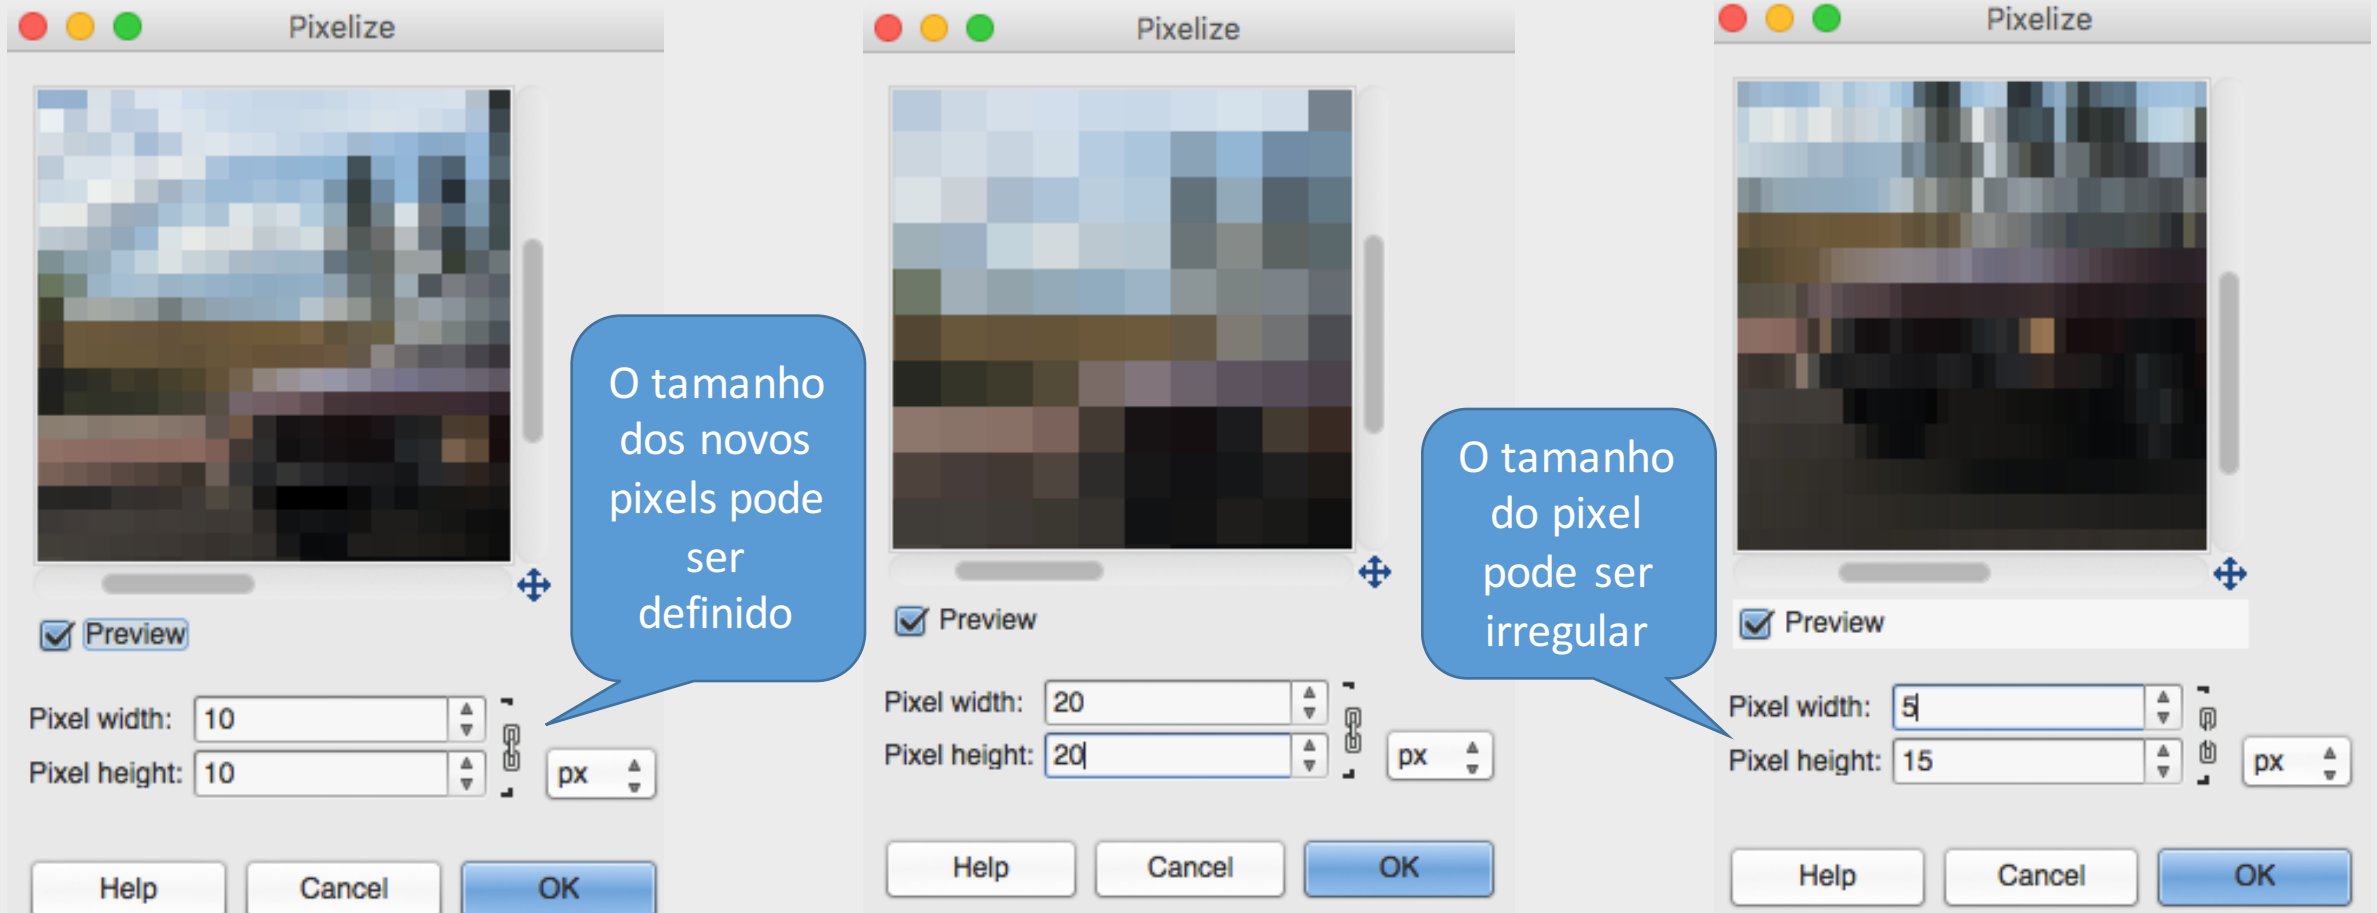 Pixelize
Preview
Pixel width: 10
Pixel height: 10
px
Help Cancel OK
O tamanho
dos novos
pixels pode
ser
definido
Pixelize
Preview
Pixel width: 20
Pixel height: 20
px
Help Cancel OK
O tamanho
do pixel
pode ser
irregular
Pixelize
Preview
Pixel width: 5
Pixel height: 15
px
Help Cancel OK